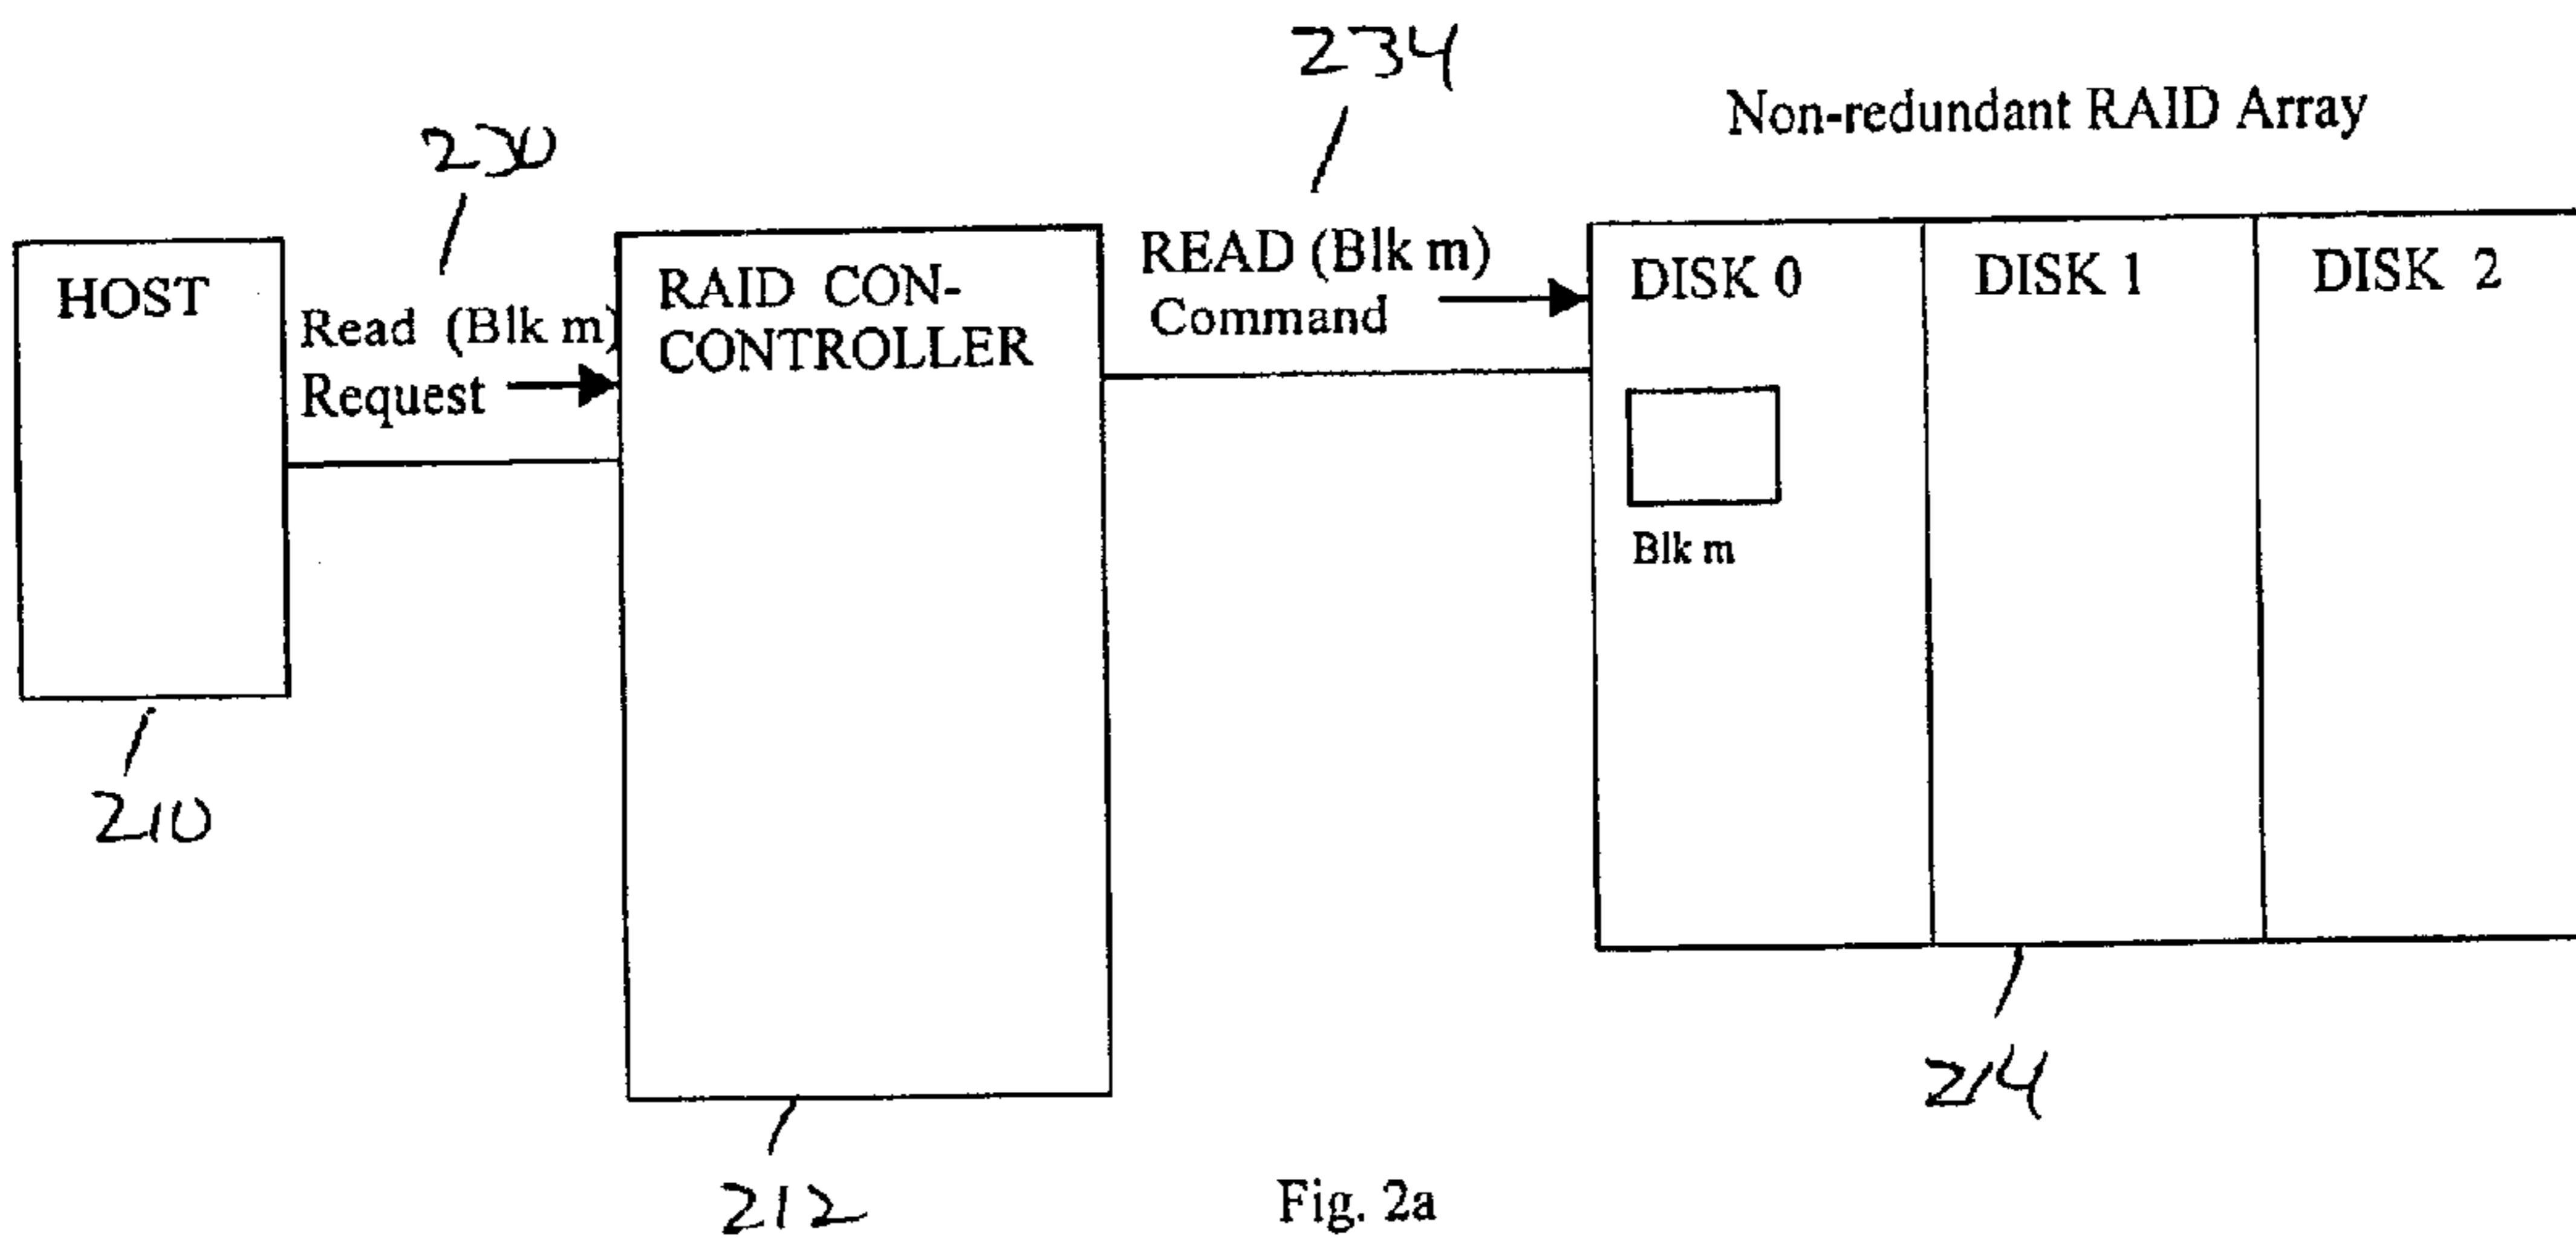 234
Non-redundant RAID Array
230
HOST
Read (Blk m)
Request
RAID CON-
CONTROLLER
READ (Blk m)
Command
DISK 0
DISK 1
DISK 2
Blk m
210
214
212
Fig. 2a